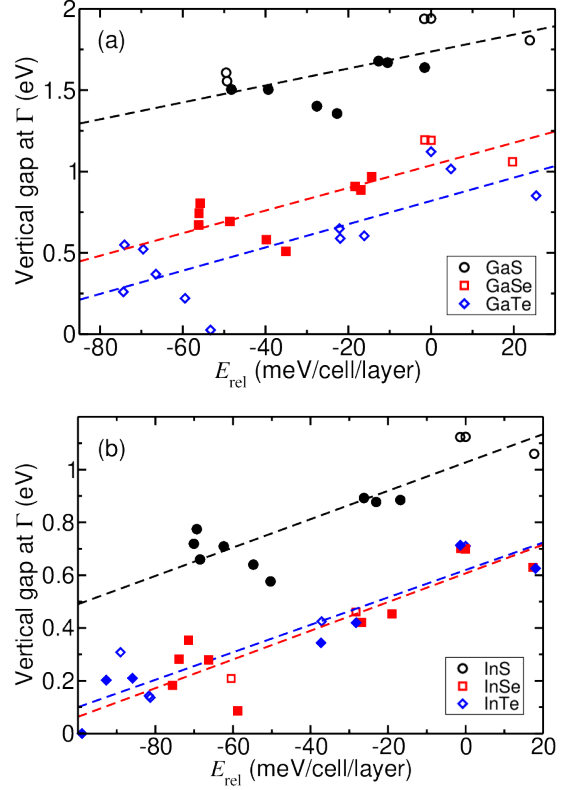 (a)
Vertical gap at Γ (eV)
2
1.5
1
0.5
0
GaS
GaSe
GaTe
-80 -60 -40 -20 0 20
E_rel (meV/cell/layer)
(b)
Vertical gap at Γ (eV)
1
0.8
0.6
0.4
0.2
0
InS
InSe
InTe
-80 -60 -40 -20 0 20
E_rel (meV/cell/layer)